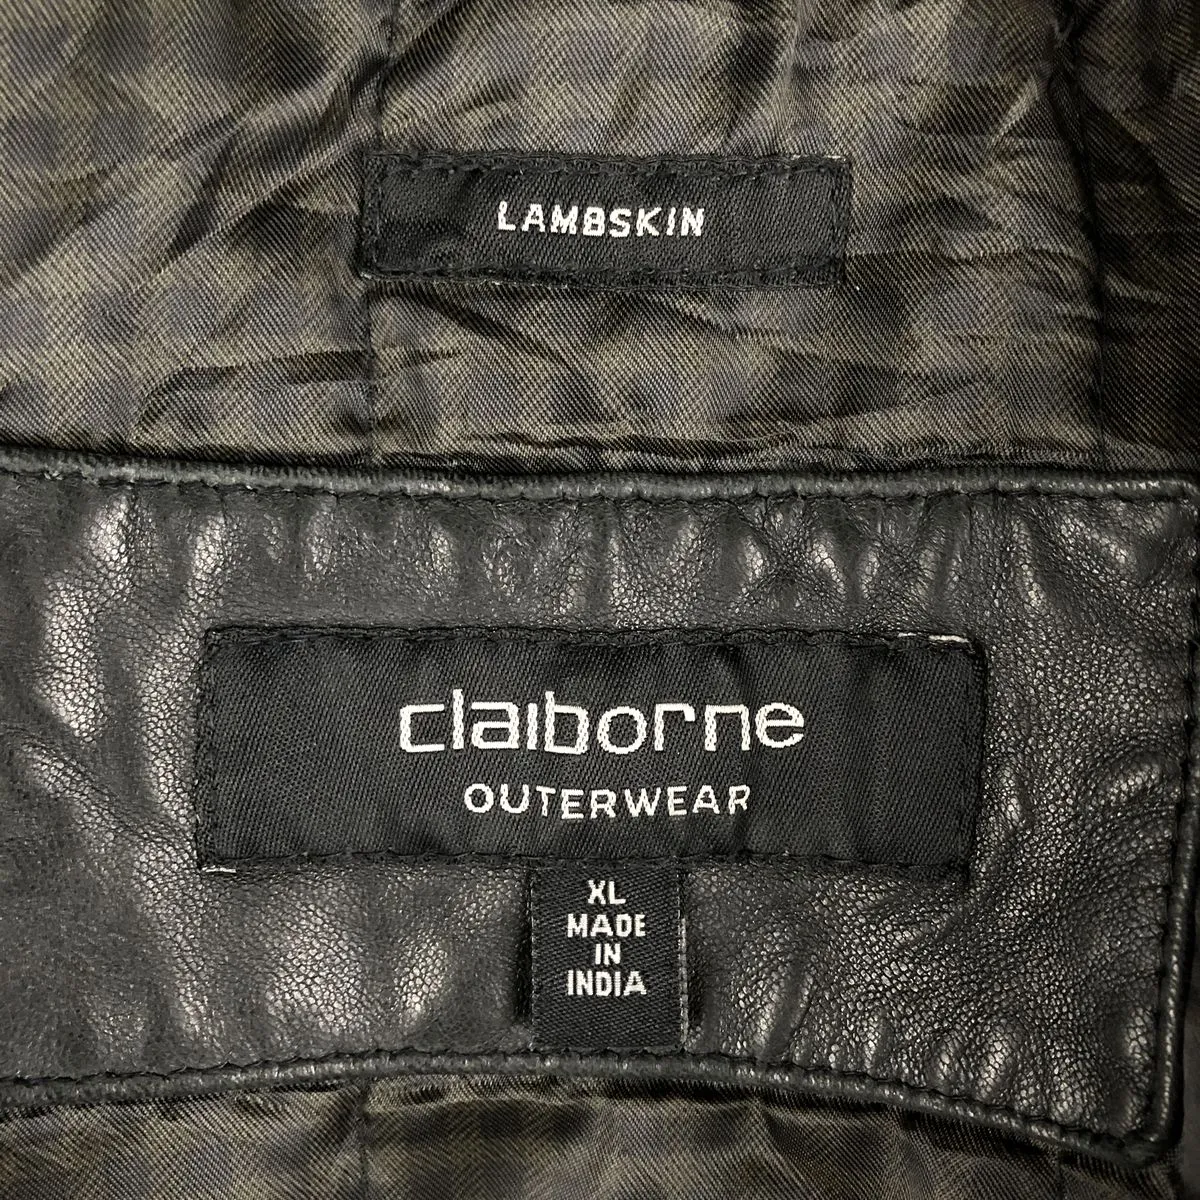 LAMBSKIN
claiborne
OUTERWEAR
XL
MADE
IN
INDIA